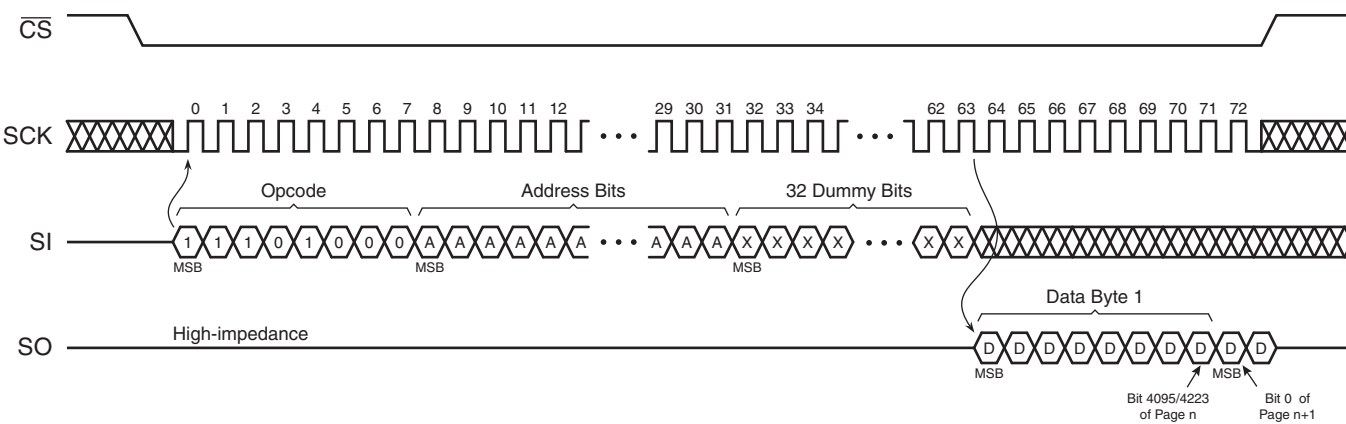 CS
0 1 2 3 4 5 6 7 8 9 10 11 12 29 30 31 32 33 34 62 63 64 65 66 67 68 69 70 71 72
SCK
Opcode Address Bits 32 Dummy Bits
SI 1 1 1 0 1 0 0 0 A A A A A A • • • A A A X X X X • • • X X
MSB MSB MSB
Data Byte 1
High-impedance
SO D D D D D D D D D D
MSB MSB
Bit 4095/4223
of Page n
Bit 0 of
Page n+1